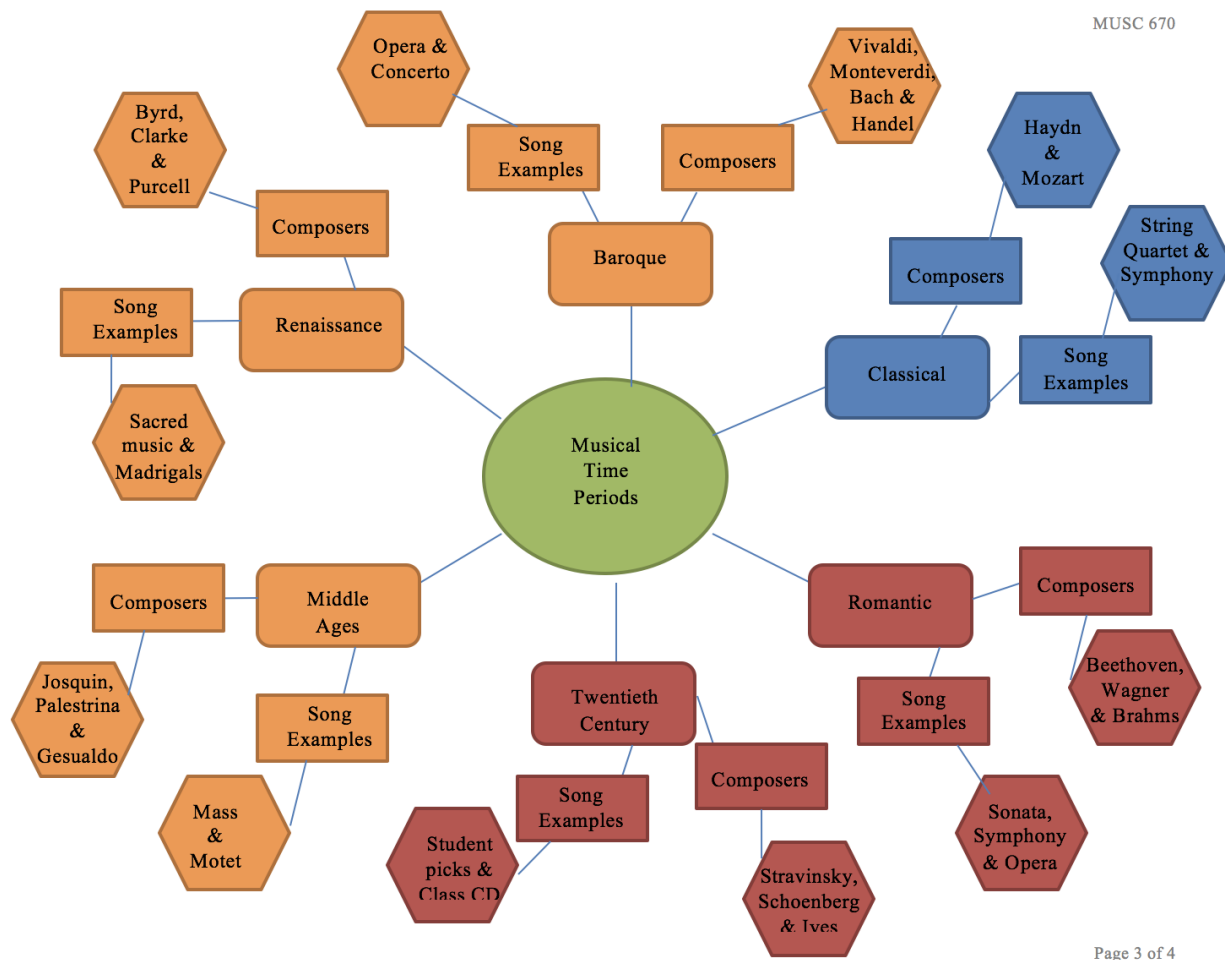 MUSC 670
Opera &
Concerto
Vivaldi,
Monteverdi,
Bach &
Handel
Byrd,
Clarke
&
Purcell
Haydn
&
Mozart
Song
Examples
Composers
Composers
String
Quartet &
Symphony
Baroque
Composers
Song
Examples
Renaissance
Classical
Song
Examples
Sacred
music &
Madrigals
Musical
Time
Periods
Composers
Middle
Ages
Romantic
Composers
Josquin,
Palestrina
&
Gesualdo
Song
Examples
Twentieth
Century
Song
Examples
Beethoven,
Wagner
& Brahms
Mass
&
Motet
Song
Examples
Composers
Student
picks &
Class CD
Stravinsky,
Schoenberg
& Ives
Sonata,
Symphony
& Opera
Page 3 of 4